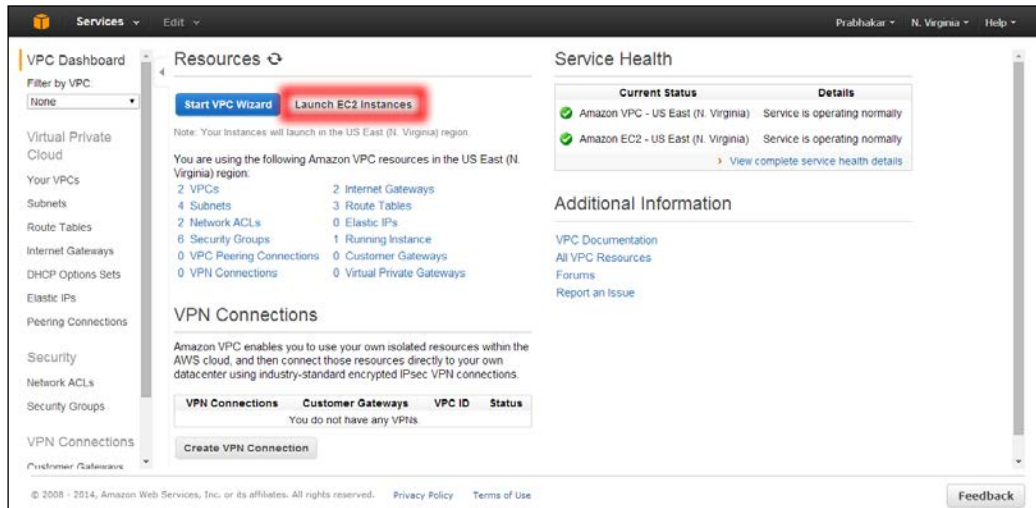 Services Edit Prabhakar N. Virginia Help
VPC Dashboard
Filter by VPC:
None
Virtual Private
Cloud
Your VPCs
Subnets
Route Tables
Internet Gateways
DHCP Options Sets
Elastic IPs
Peering Connections
Security
Network ACLs
Security Groups
VPN Connections
Customer Gateways
Resources
Start VPC Wizard Launch EC2 Instances
Note: Your Instances will launch in the US East (N. Virginia) region.
You are using the following Amazon VPC resources in the US East (N.
Virginia) region:
2 VPCs 2 Internet Gateways
4 Subnets 3 Route Tables
2 Network ACLs 0 Elastic IPs
6 Security Groups 1 Running Instance
0 VPC Peering Connections 0 Customer Gateways
0 VPN Connections 0 Virtual Private Gateways
VPN Connections
Amazon VPC enables you to use your own isolated resources within the
AWS cloud, and then connect those resources directly to your own
datacenter using industry-standard encrypted IPsec VPN connections.
VPN Connections Customer Gateways VPC ID Status
You do not have any VPNs.
Create VPN Connection
Service Health
Current Status Details
Amazon VPC - US East (N. Virginia) Service is operating normally
Amazon EC2 - US East (N. Virginia) Service is operating normally
View complete service health details
Additional Information
VPC Documentation
All VPC Resources
Forums
Report an Issue
© 2008 - 2014, Amazon Web Services, Inc. or its affiliates. All rights reserved. Privacy Policy Terms of Use
Feedback